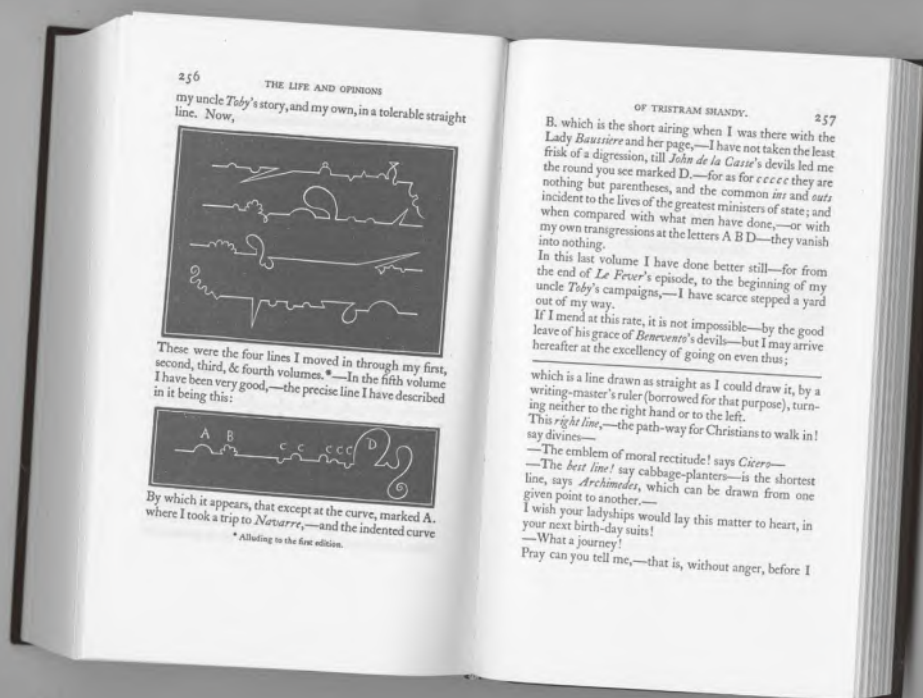 256
THE LIFE AND OPINIONS
my uncle Toby's story, and my own, in a tolerable straight
line. Now,
These were the four lines I moved in through my first,
second, third, & fourth volumes.*—In the fifth volume
I have been very good,—the precise line I have described
in it being this:
A B c c c c c D
By which it appears, that except at the curve, marked A.
where I took a trip to Navarre,—and the indented curve
* Alluding to the first edition.
OF TRISTRAM SHANDY.
257
B. which is the short airing when I was there with the
Lady Baussiere and her page,—I have not taken the least
frisk of a digression, till John de la Casse's devils led me
the round you see marked D.—for as for c c c c c they are
nothing but parentheses, and the common ins and outs
incident to the lives of the greatest ministers of state; and
when compared with what men have done,—or with
my own transgressions at the letters A B D—they vanish
into nothing.
In this last volume I have done better still—for from
the end of Le Fever's episode, to the beginning of my
uncle Toby's campaigns,—I have scarce stepped a yard
out of my way.
If I mend at this rate, it is not impossible—by the good
leave of his grace of Benevento's devils—but I may arrive
hereafter at the excellency of going on even thus;
which is a line drawn as straight as I could draw it, by a
writing-master's ruler (borrowed for that purpose), turn-
ing neither to the right hand or to the left.
This right line,—the path-way for Christians to walk in!
say divines—
—The emblem of moral rectitude! says Cicero—
—The best line! say cabbage-planters—is the shortest
line, says Archimedes, which can be drawn from one
given point to another.—
I wish your ladyships would lay this matter to heart, in
your next birth-day suits!
—What a journey!
Pray can you tell me,—that is, without anger, before I